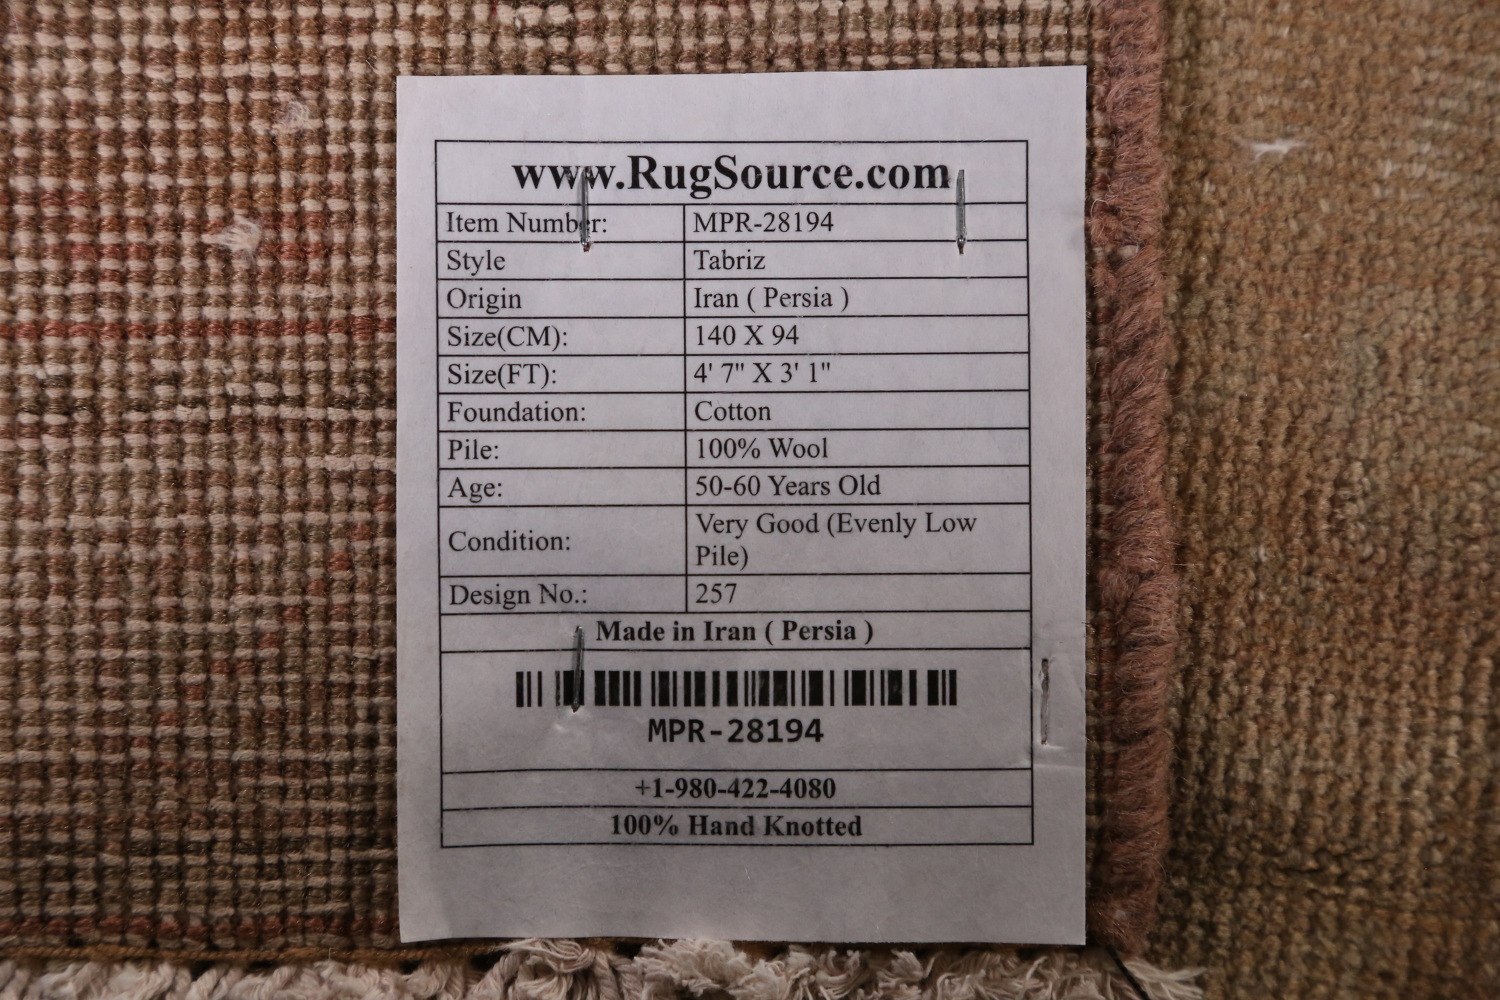 www.RugSource.com
Item Number: MPR-28194
Style Tabriz
Origin Iran ( Persia )
Size(CM): 140 X 94
Size(FT): 4' 7" X 3' 1"
Foundation: Cotton
Pile: 100% Wool
Age: 50-60 Years Old
Condition: Very Good (Evenly Low
Pile)
Design No.: 257
Made in Iran ( Persia )
MPR-28194
+1-980-422-4080
100% Hand Knotted